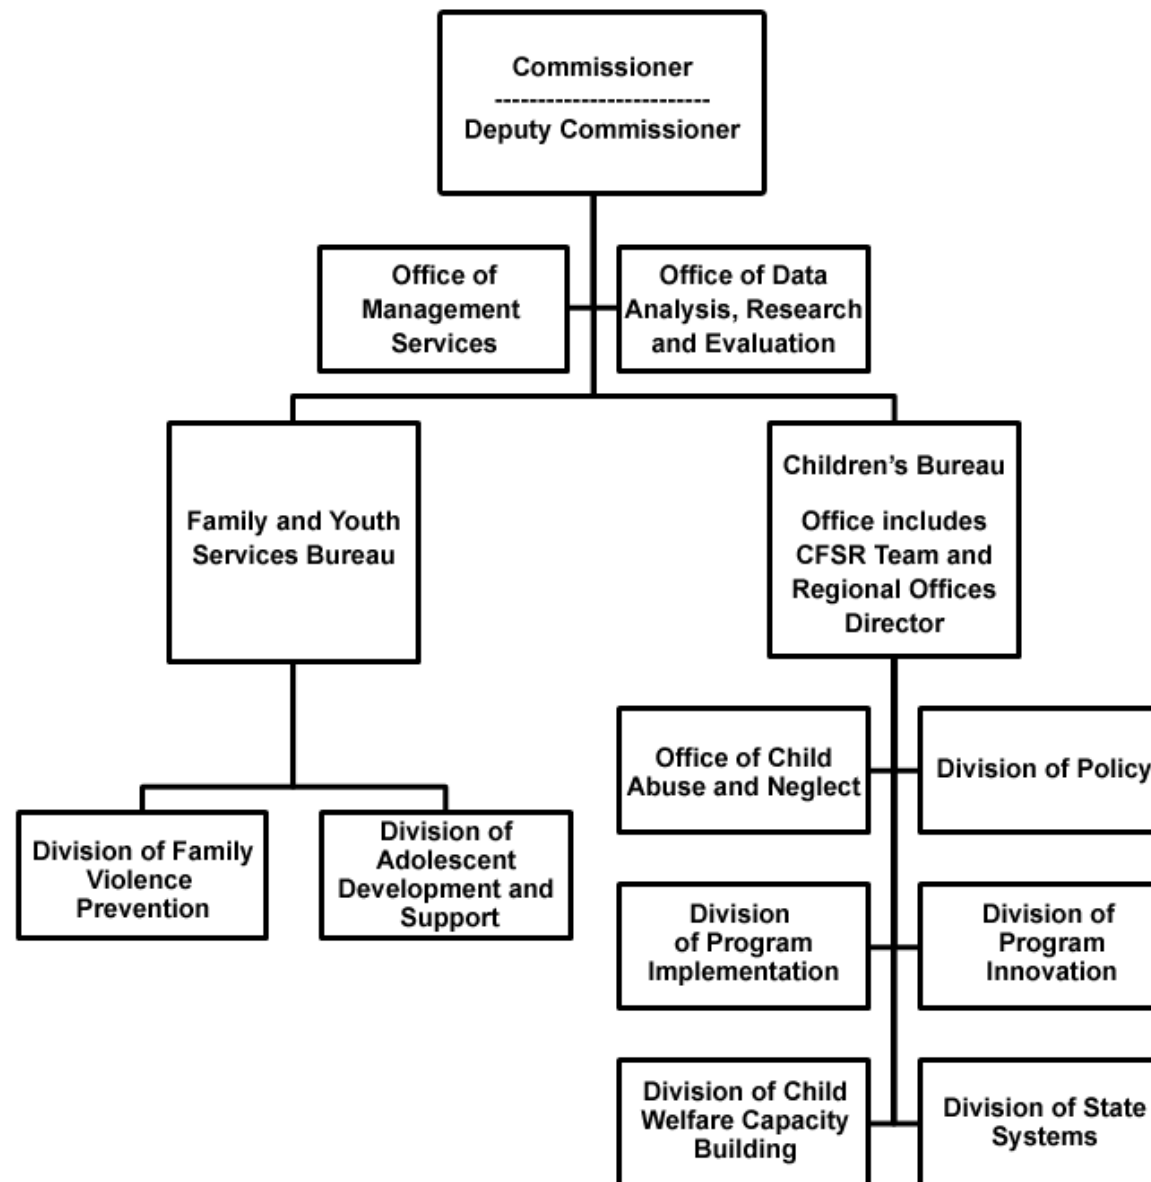 Commissioner
-------------------------
Deputy Commissioner
Office of
Management
Services
Office of Data
Analysis, Research
and Evaluation
Family and Youth
Services Bureau
Children’s Bureau
Office includes
CFSR Team and
Regional Offices
Director
Division of Family
Violence
Prevention
Division of
Adolescent
Development and
Support
Office of Child
Abuse and Neglect
Division of Policy
Division
of Program
Implementation
Division of
Program
Innovation
Division of Child
Welfare Capacity
Building
Division of State
Systems